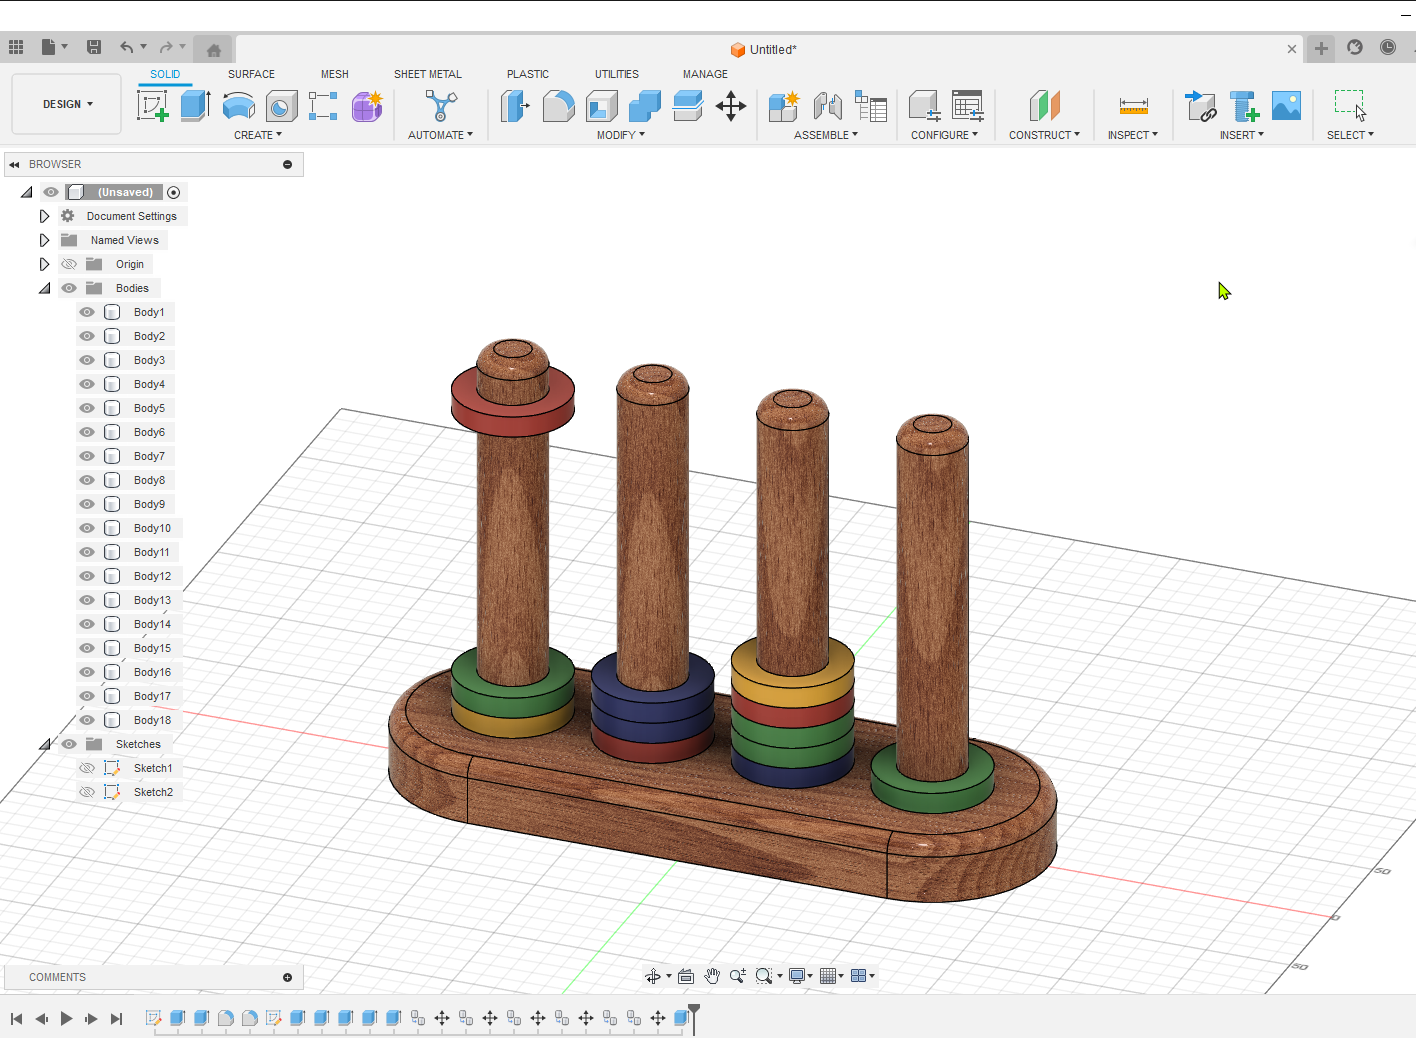 Untitled*
SOLID SURFACE MESH SHEET METAL PLASTIC UTILITIES MANAGE
DESIGN
CREATE AUTOMATE MODIFY ASSEMBLE CONFIGURE CONSTRUCT INSPECT INSERT SELECT
BROWSER
(Unsaved)
Document Settings
Named Views
Origin
Bodies
Body1
Body2
Body3
Body4
Body5
Body6
Body7
Body8
Body9
Body10
Body11
Body12
Body13
Body14
Body15
Body16
Body17
Body18
Sketches
Sketch1
Sketch2
50
0
50
COMMENTS